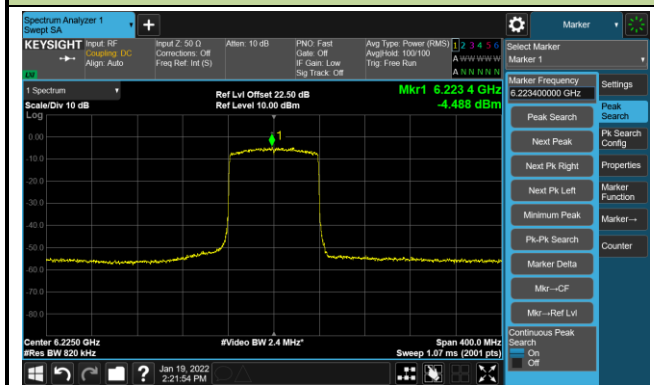 Spectrum Analyzer 1
Swept SA
+
Marker
KEYSIGHT
Input: RF
Coupling: DC
Align: Auto
Input Z: 50 Ω
Corrections: Off
Freq Ref: Int (S)
Atten: 10 dB
PNO: Fast
Gate: Off
IF Gain: Low
Sig Track: Off
Avg Type: Power (RMS)
Avg|Hold: 100/100
Trig: Free Run
1 2 3 4 5 6
A W W W W W
A N N N N N
Select Marker
Marker 1
1 Spectrum
Scale/Div 10 dB
Log
Ref Lvl Offset 22.50 dB
Ref Level 10.00 dBm
Mkr1 6.223 4 GHz
-4.488 dBm
1
0.00
-10.0
-20.0
-30.0
-40.0
-50.0
-60.0
-70.0
-80.0
Center 6.2250 GHz
#Res BW 820 kHz
#Video BW 2.4 MHz*
Span 400.0 MHz
Sweep 1.07 ms (2001 pts)
Marker Frequency
6.223400000 GHz
Peak Search
Next Peak
Next Pk Right
Next Pk Left
Minimum Peak
Pk-Pk Search
Marker Delta
Mkr→CF
Mkr→Ref Lvl
Continuous Peak
Search
On
Off
Settings
Peak
Search
Pk Search
Config
Properties
Marker
Function
Marker→
Counter
?
Jan 19, 2022
2:21:54 PM